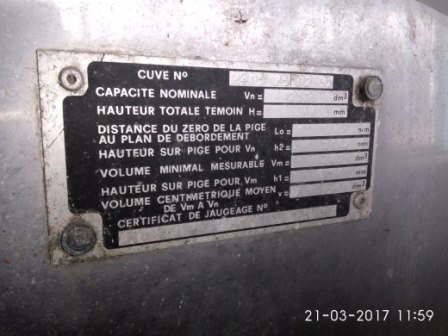 CUVE Nº
CAPACITE NOMINALE Vn= dm³
HAUTEUR TOTALE TEMOIN H= mm
DISTANCE DU ZERO DE LA PIGE
AU PLAN DE DEBORDEMENT Lo= mm
HAUTEUR SUR PIGE POUR Vn h2= mm
VOLUME MINIMAL MESURABLE Vm= dm³
HAUTEUR SUR PIGE POUR Vm h1= mm
VOLUME CENTIMETRIQUE MOYEN v= dm³
DE Vm A Vn
CERTIFICAT DE JAUGEAGE Nº
21-03-2017 11:59